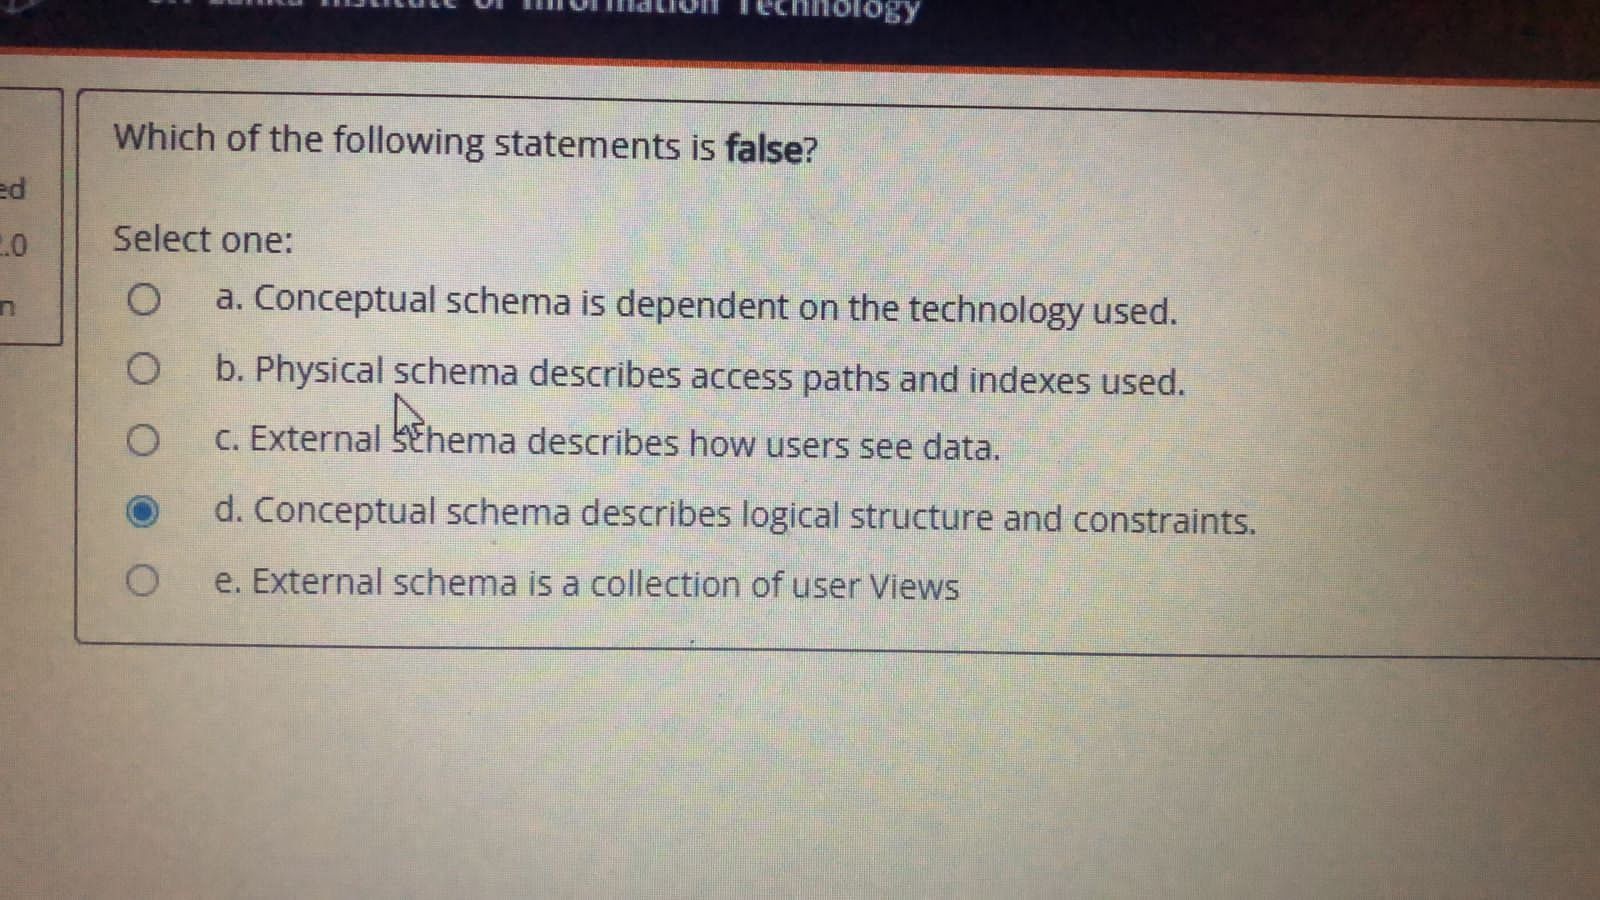 Institute of Information Technology
Which of the following statements is false?
ed
Select one:
.0
a. Conceptual schema is dependent on the technology used.
n
b. Physical schema describes access paths and indexes used.
c. External schema describes how users see data.
d. Conceptual schema describes logical structure and constraints.
e. External schema is a collection of user Views